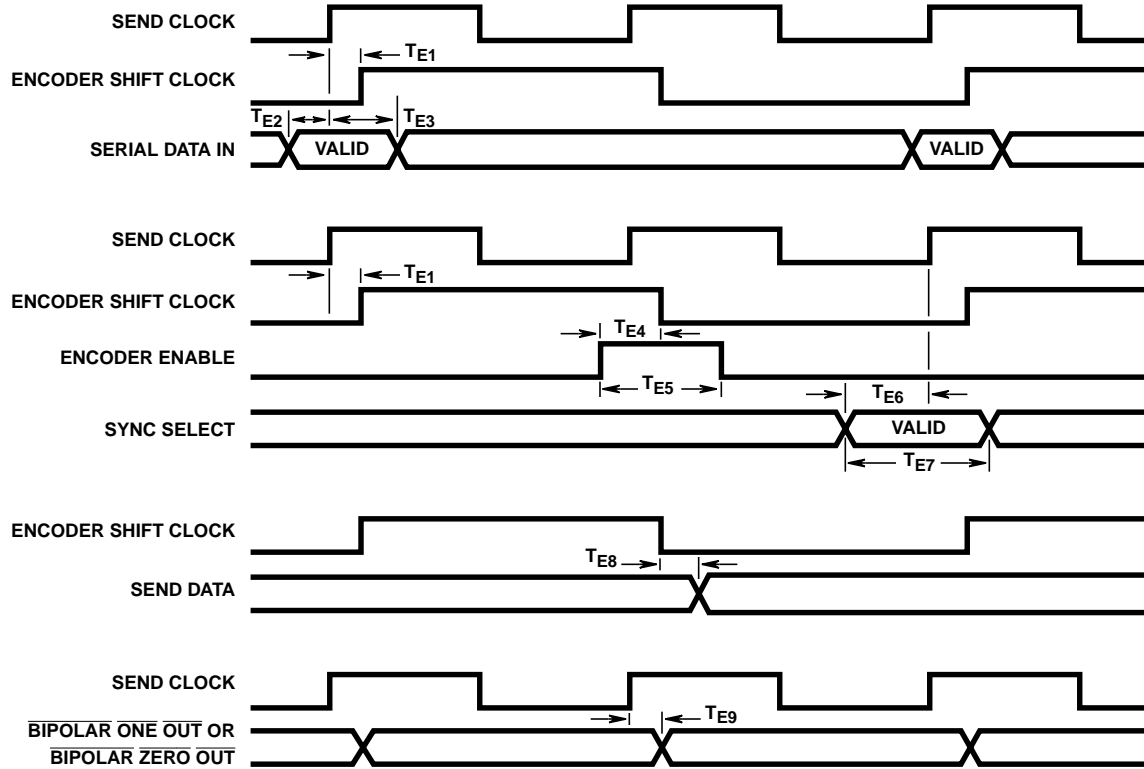 SEND CLOCK
TE1
ENCODER SHIFT CLOCK
TE2
TE3
SERIAL DATA IN
VALID
VALID
SEND CLOCK
TE1
ENCODER SHIFT CLOCK
TE4
ENCODER ENABLE
TE5
TE6
SYNC SELECT
VALID
TE7
ENCODER SHIFT CLOCK
TE8
SEND DATA
SEND CLOCK
TE9
BIPOLAR ONE OUT OR
BIPOLAR ZERO OUT